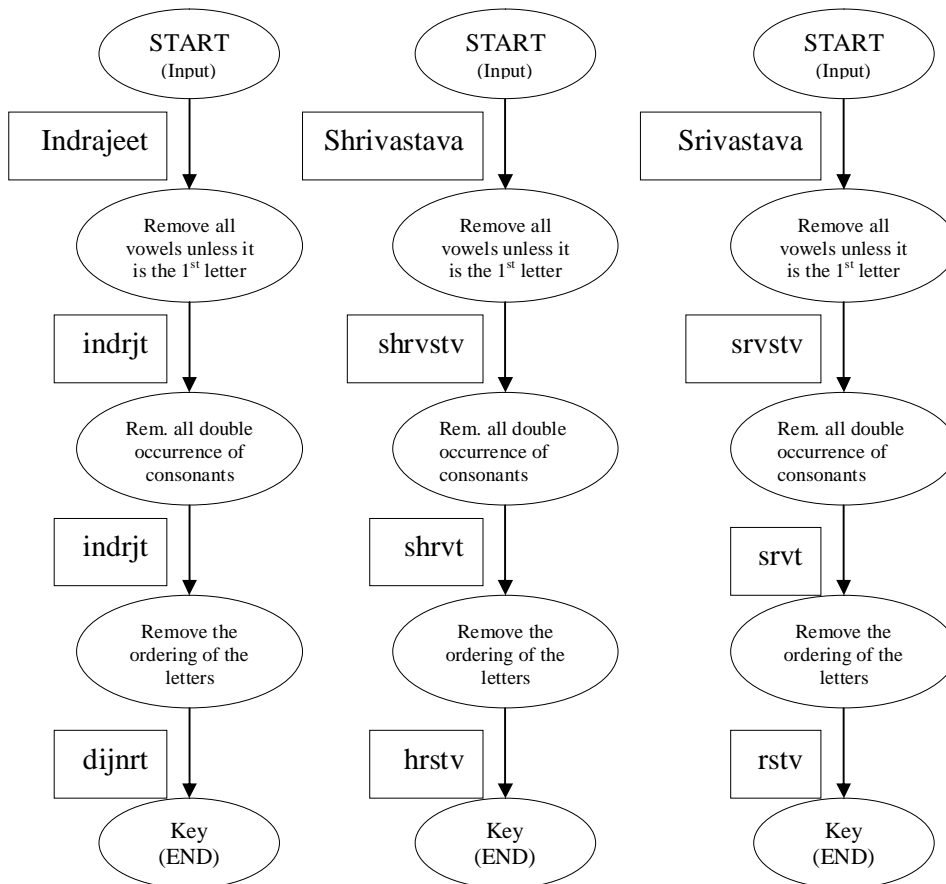 START
(Input)
Indrajeet
Remove all
vowels unless it
is the 1st letter
indrjt
Rem. all double
occurrence of
consonants
indrjt
Remove the
ordering of the
letters
dijnrt
Key
(END)
START
(Input)
Shrivastava
Remove all
vowels unless it
is the 1st letter
shrvstv
Rem. all double
occurrence of
consonants
shrvt
Remove the
ordering of the
letters
hrstv
Key
(END)
START
(Input)
Srivastava
Remove all
vowels unless it
is the 1st letter
srvstv
Rem. all double
occurrence of
consonants
srvt
Remove the
ordering of the
letters
rstv
Key
(END)